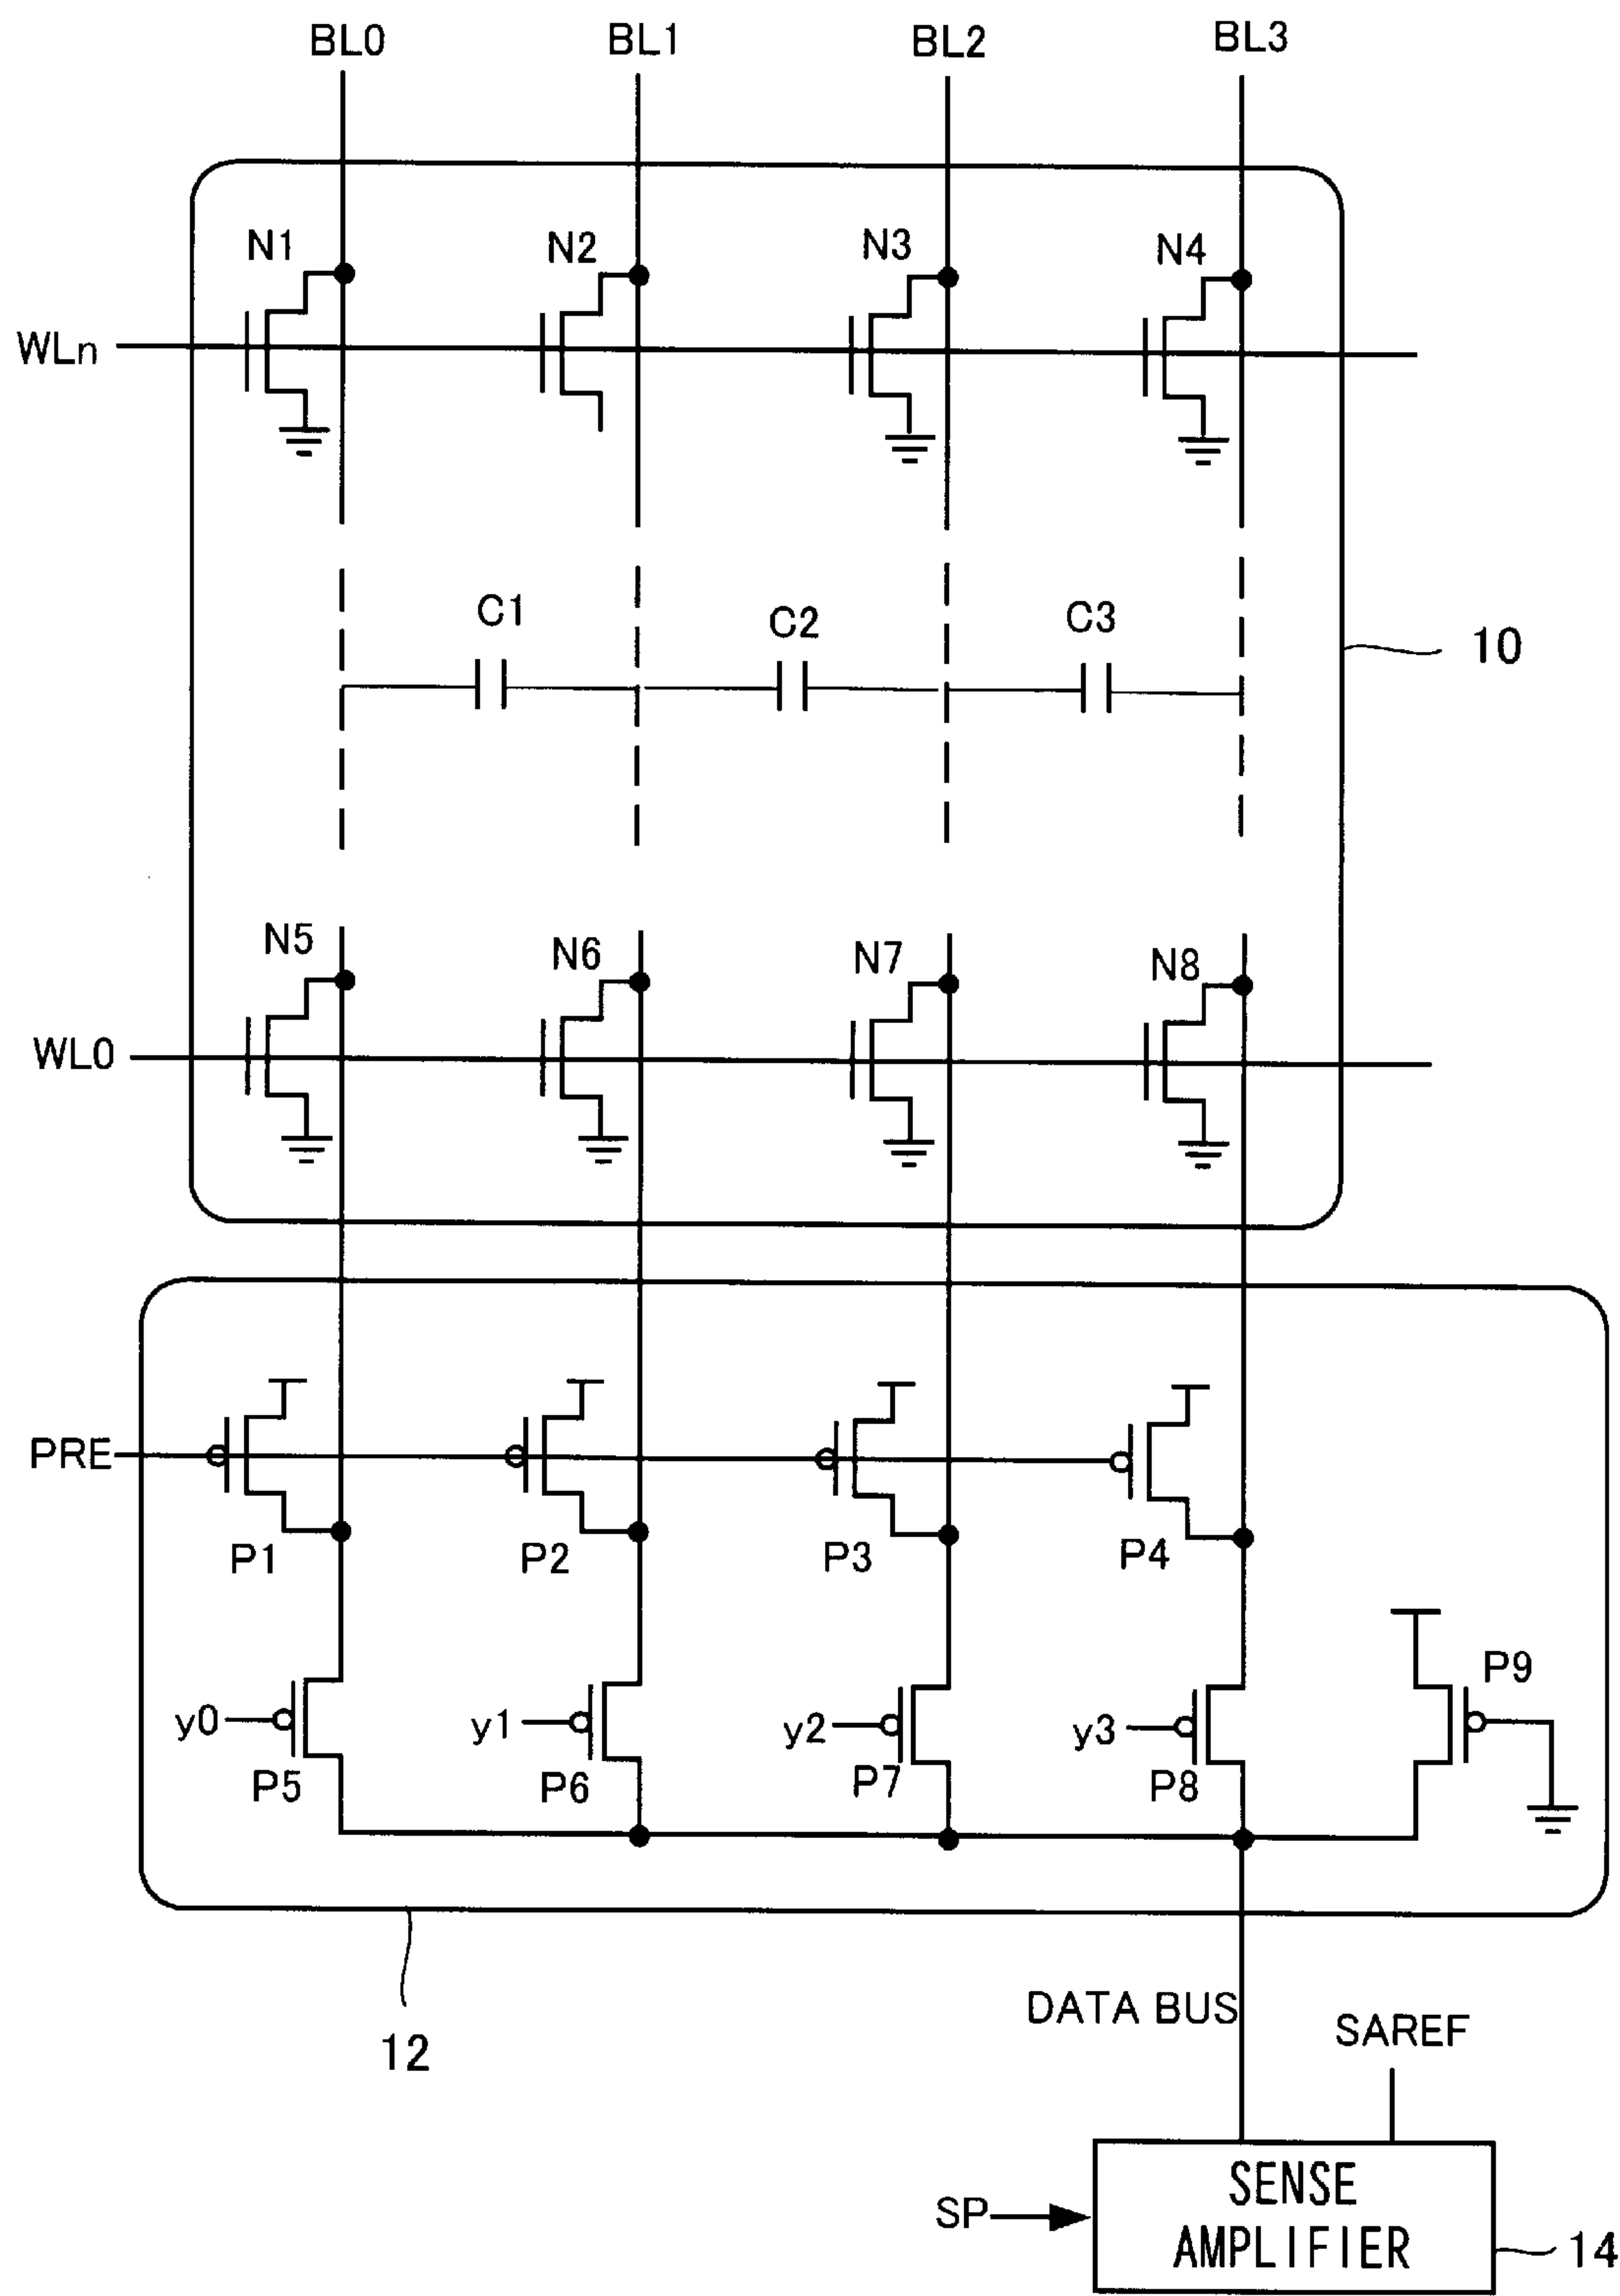 BL0 BL1 BL2 BL3
N1 N2 N3 N4
WLn
C1 C2 C3
10
N5 N6 N7 N8
WL0
PRE
P1 P2 P3 P4
P9
y0 y1 y2 y3
P5 P6 P7 P8
12
DATA BUS
SAREF
SENSE
SP
AMPLIFIER
14